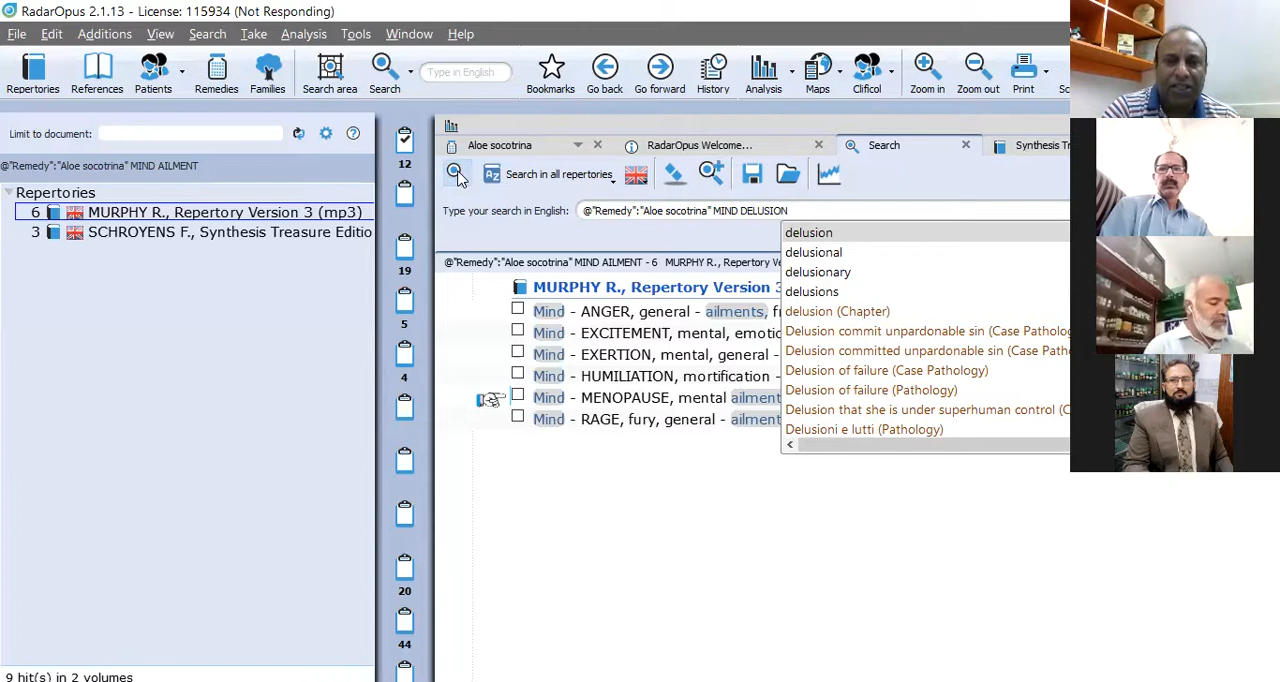 RadarOpus 2.1.13 - License: 115934 (Not Responding)
File Edit Additions View Search Take Analysis Tools Window Help
Repertories References Patients Remedies Families Search area Search Type in English Bookmarks Go back Go forward History Analysis Maps Clificol Zoom in Zoom out Print Sc
Limit to document:
@"Remedy":"Aloe socotrina" MIND AILMENT
Repertories
6 MURPHY R., Repertory Version 3 (mp3)
3 SCHROYENS F., Synthesis Treasure Editio
9 hit(s) in 2 volumes
12
19
5
4
20
44
Aloe socotrina RadarOpus Welcome... Search Synthesis Tr
Search in all repertories
Type your search in English: @"Remedy":"Aloe socotrina" MIND DELUSION
@"Remedy":"Aloe socotrina" MIND AILMENT - 6 MURPHY R., Repertory Ve
MURPHY R., Repertory Version 3
Mind - ANGER, general - ailments, f
Mind - EXCITEMENT, mental, emotio
Mind - EXERTION, mental, general -
Mind - HUMILIATION, mortification -
Mind - MENOPAUSE, mental ailment
Mind - RAGE, fury, general - ailment
delusion
delusional
delusionary
delusions
delusion (Chapter)
Delusion commit unpardonable sin (Case Patholog
Delusion committed unpardonable sin (Case Path
Delusion of failure (Case Pathology)
Delusion of failure (Pathology)
Delusion that she is under superhuman control (C
Delusioni e lutti (Pathology)